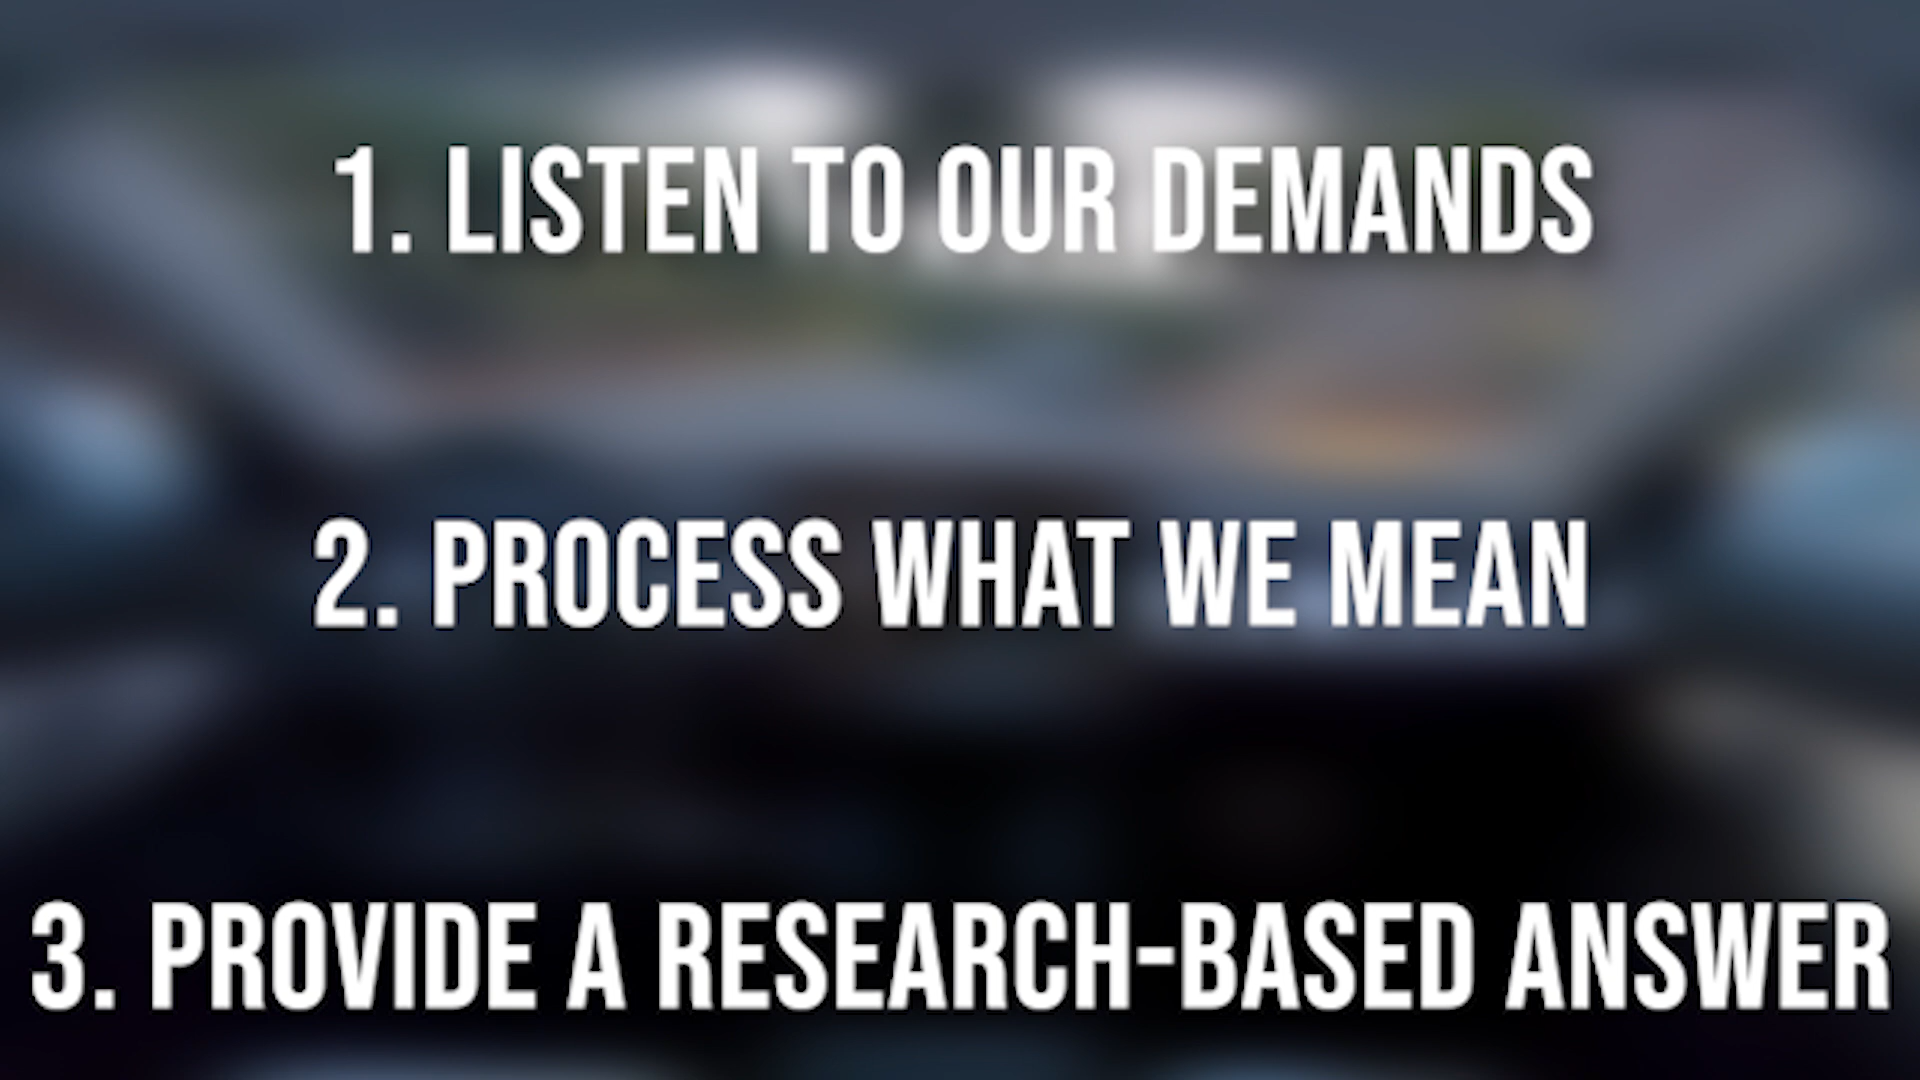 1. LISTEN TO OUR DEMANDS
2. PROCESS WHAT WE MEAN
3. PROVIDE A RESEARCH-BASED ANSWER